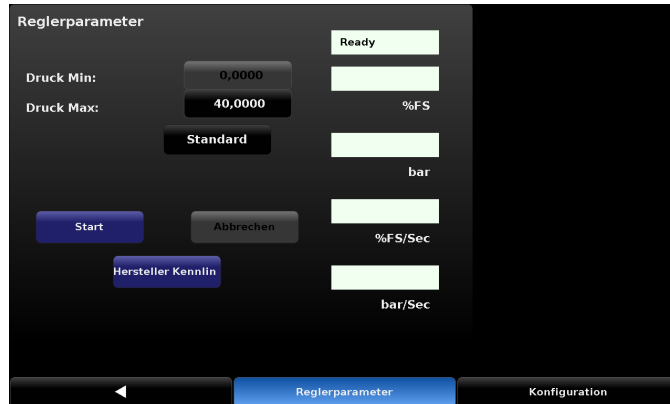 Reglerparameter
Ready
Druck Min:
0,0000
Druck Max:
40,0000
%FS
Standard
bar
Start
Abbrechen
%FS/Sec
Hersteller Kennlin
bar/Sec
Reglerparameter
Konfiguration